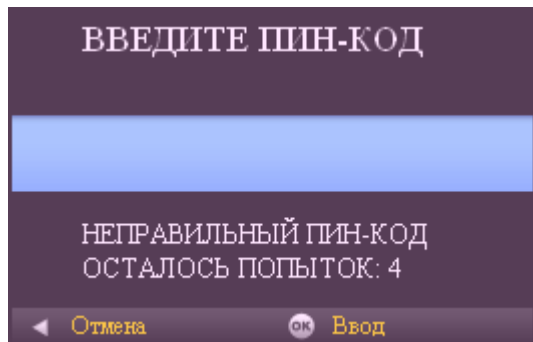 ВВЕДИТЕ ПИН-КОД
НЕПРАВИЛЬНЫЙ ПИН-КОД
ОСТАЛОСЬ ПОПЫТОК: 4
Отмена OK Ввод